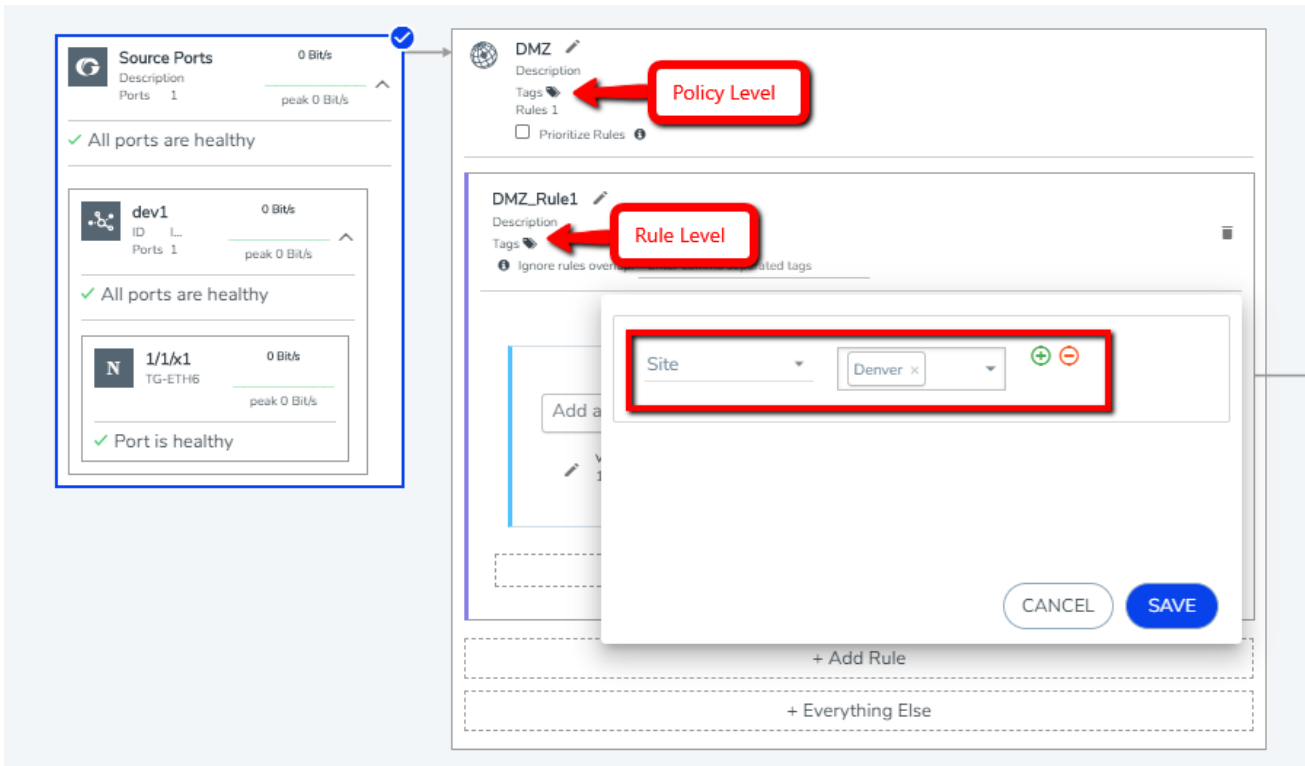 Source Ports
0 Bit/s
Description
Ports 1
peak 0 Bit/s
All ports are healthy
dev1
0 Bit/s
ID I...
Ports 1
peak 0 Bit/s
All ports are healthy
N
1/1/x1
0 Bit/s
TG-ETH6
peak 0 Bit/s
Port is healthy
DMZ
Description
Tags
Policy Level
Rules 1
Prioritize Rules
DMZ_Rule1
Description
Tags
Rule Level
Ignore rules
tags
Site
Denver ×
Add a
CANCEL
SAVE
+ Add Rule
+ Everything Else